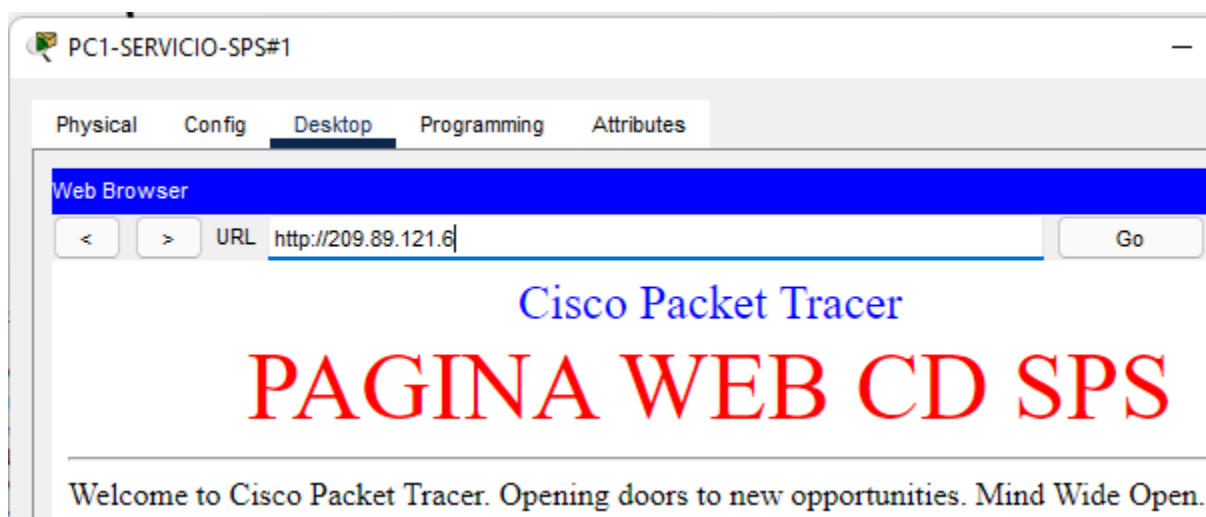 PC1-SERVICIO-SPS#1
Physical Config Desktop Programming Attributes
Web Browser
< > URL http://209.89.121.6 Go
Cisco Packet Tracer
PAGINA WEB CD SPS
Welcome to Cisco Packet Tracer. Opening doors to new opportunities. Mind Wide Open.